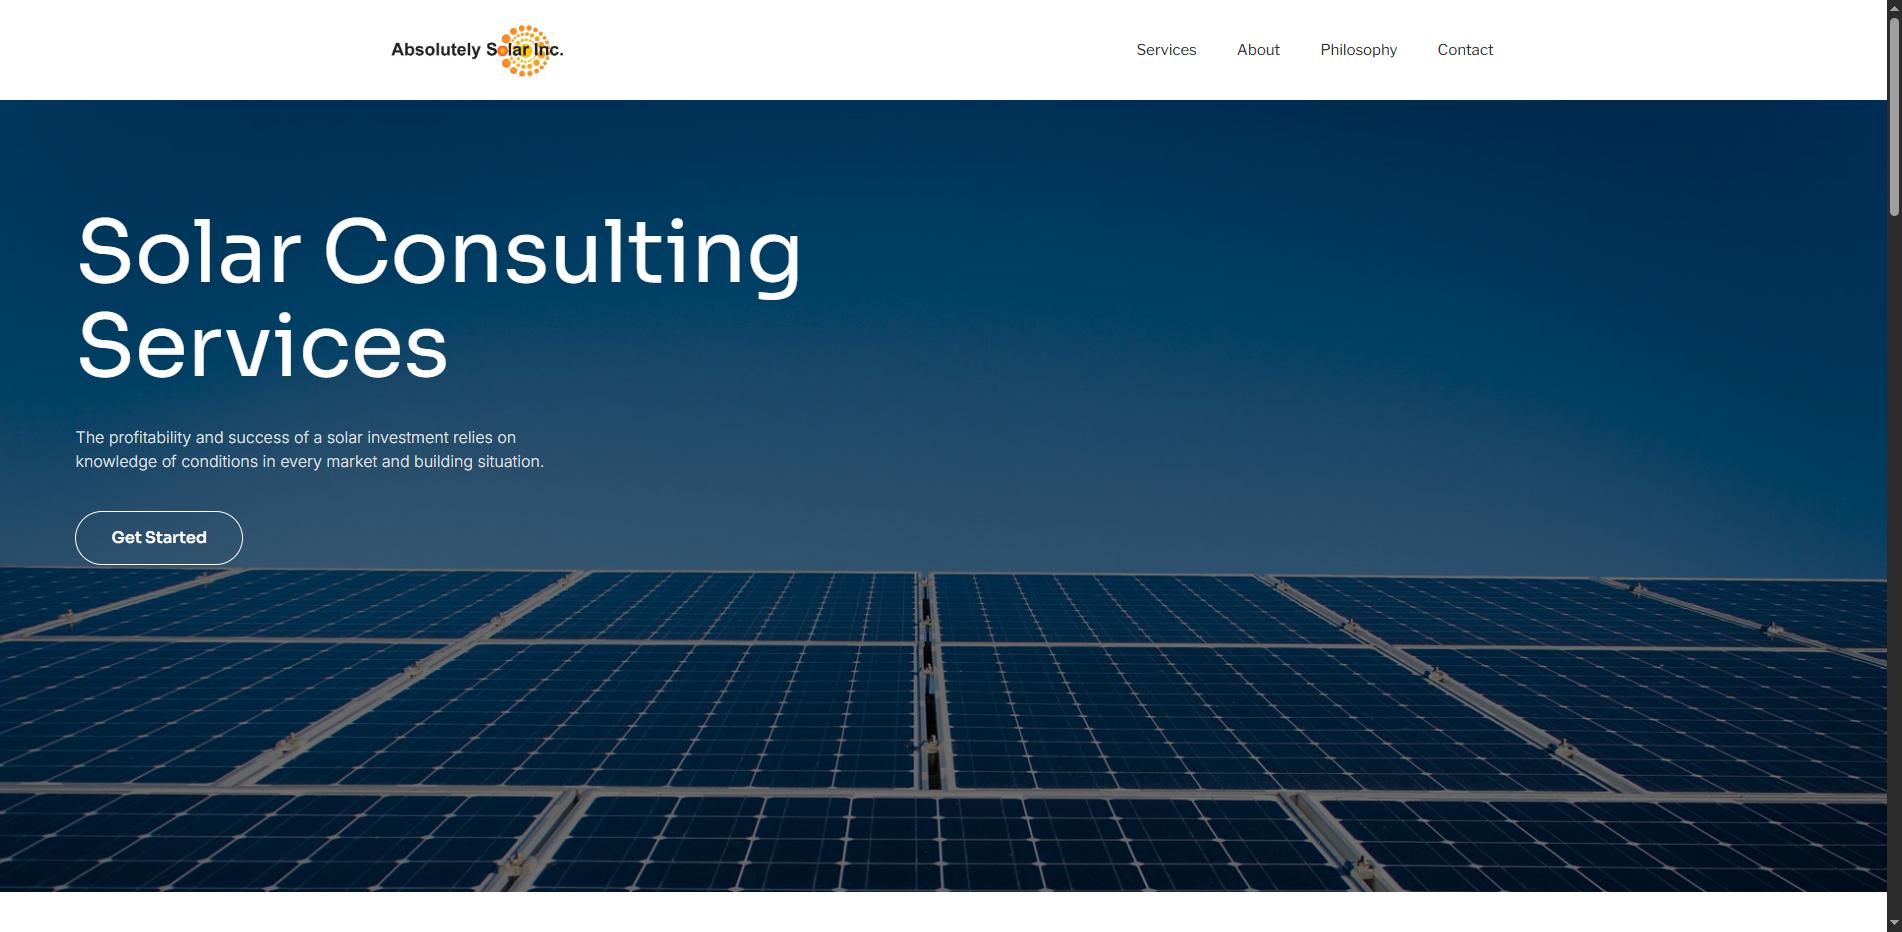 Absolutely Solar Inc.
Services
About
Philosophy
Contact
Solar Consulting
Services
The profitability and success of a solar investment relies on
knowledge of conditions in every market and building situation.
Get Started